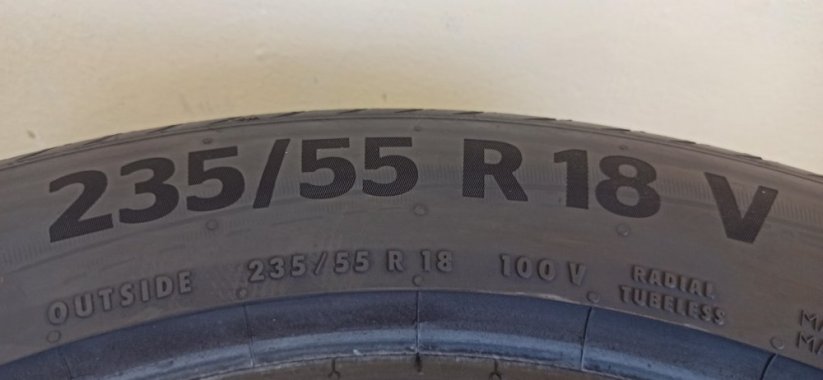 235/55 R 18 V
OUTSIDE 235/55 R 18 100 V RADIAL
TUBELESS